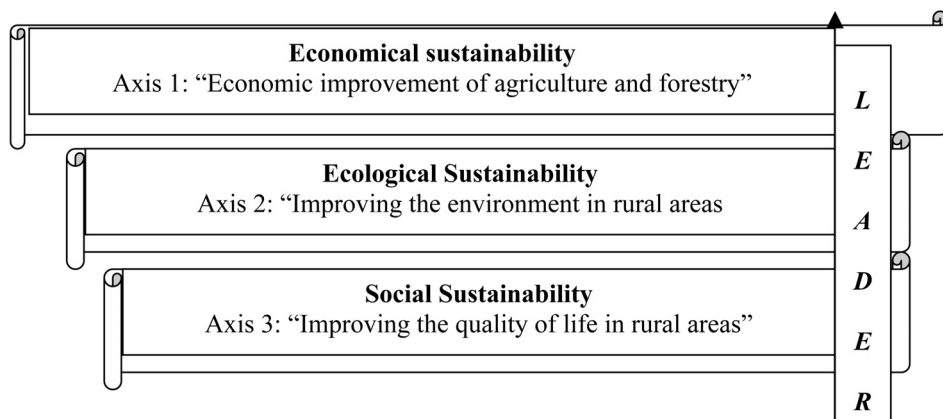 Economical sustainability
Axis 1: “Economic improvement of agriculture and forestry”
Ecological Sustainability
Axis 2: “Improving the environment in rural areas
Social Sustainability
Axis 3: “Improving the quality of life in rural areas”
L
E
A
D
E
R